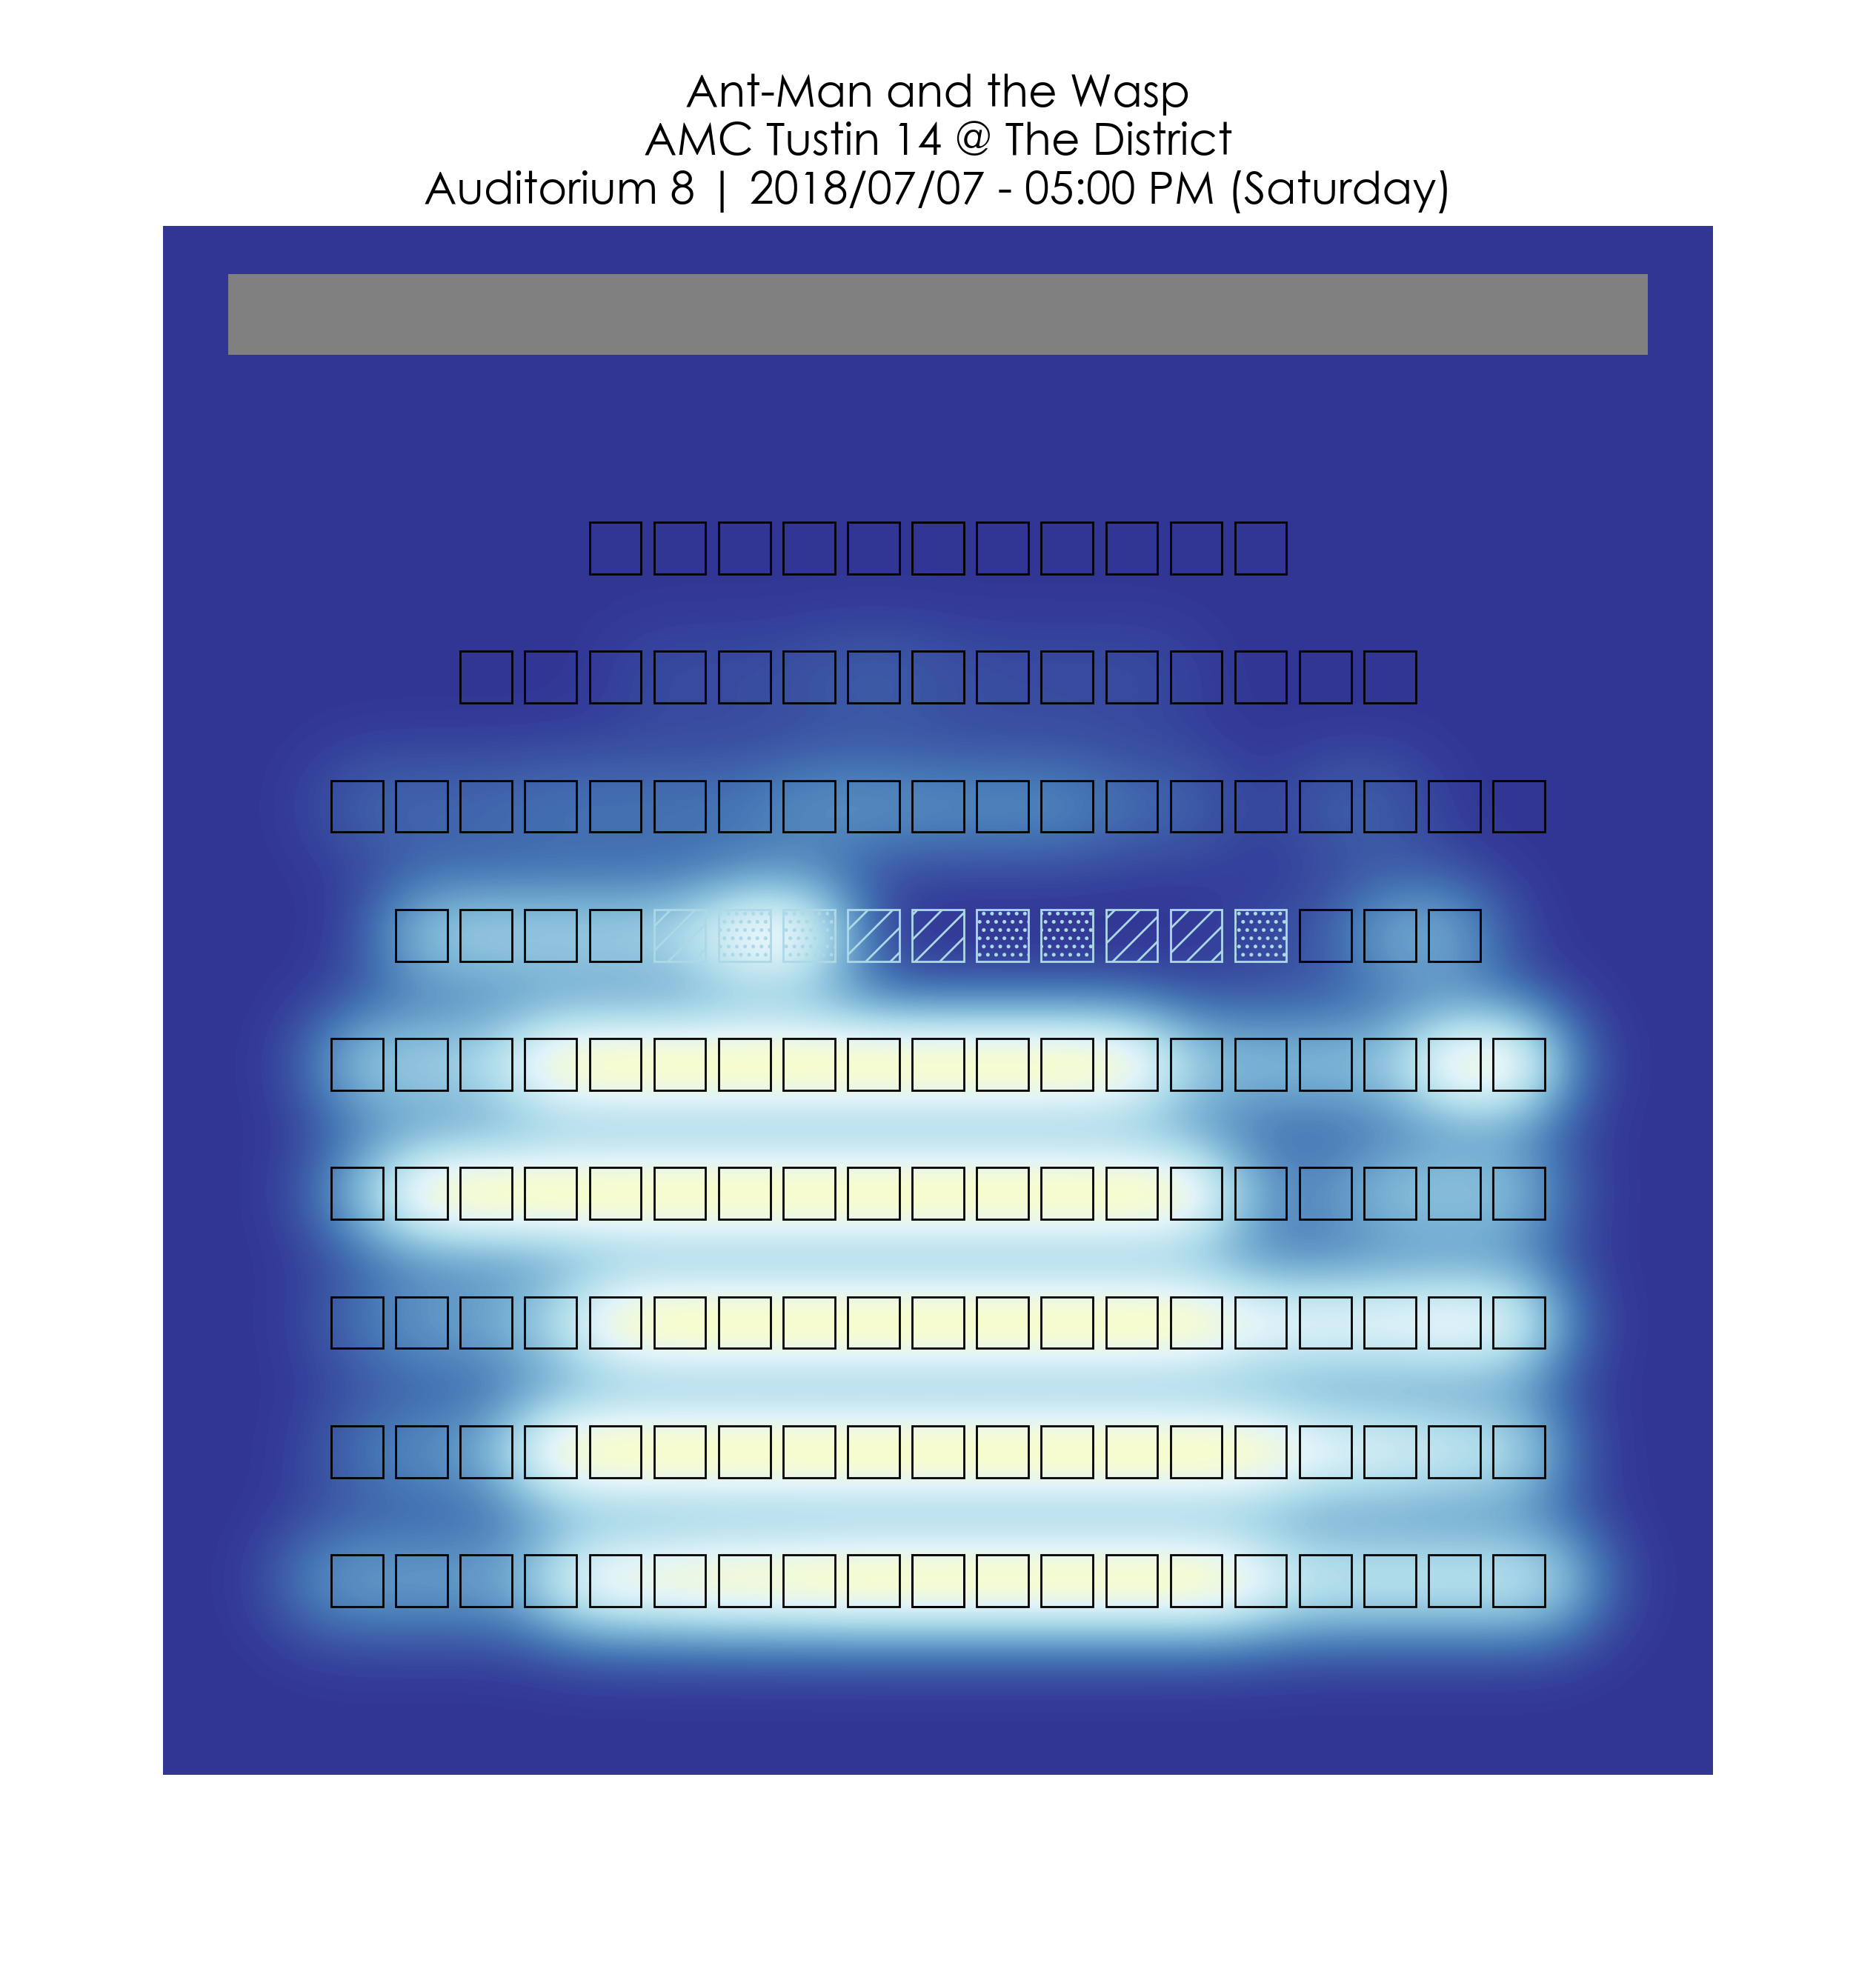 Ant-Man and the Wasp
AMC Tustin 14 @ The District
Auditorium 8 | 2018/07/07 - 05:00 PM (Saturday)